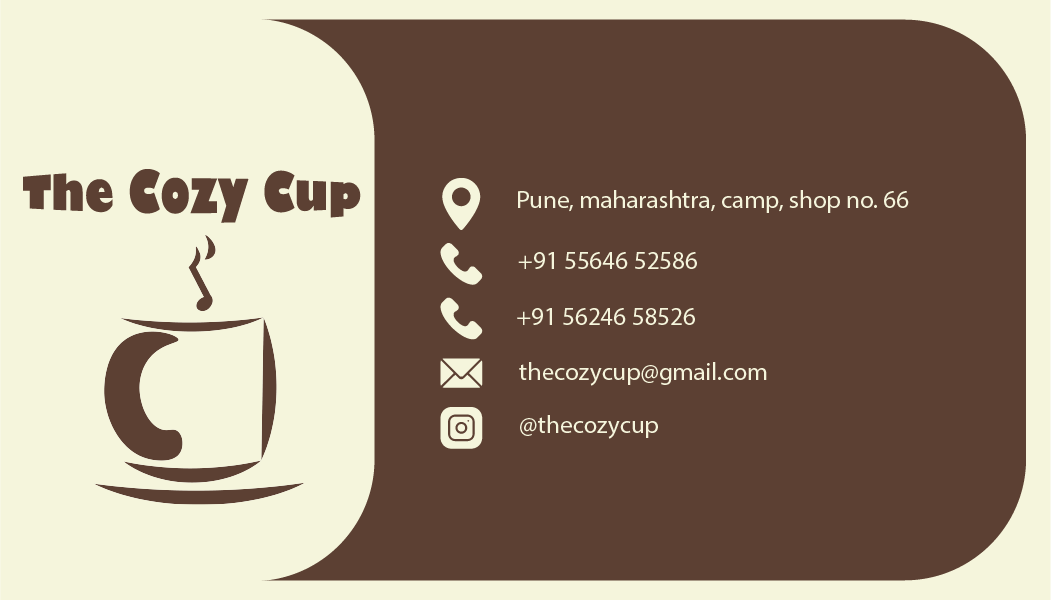 The Cozy Cup
Pune, maharashtra, camp, shop no. 66
+91 55646 52586
+91 56246 58526
thecozycup@gmail.com
@thecozycup